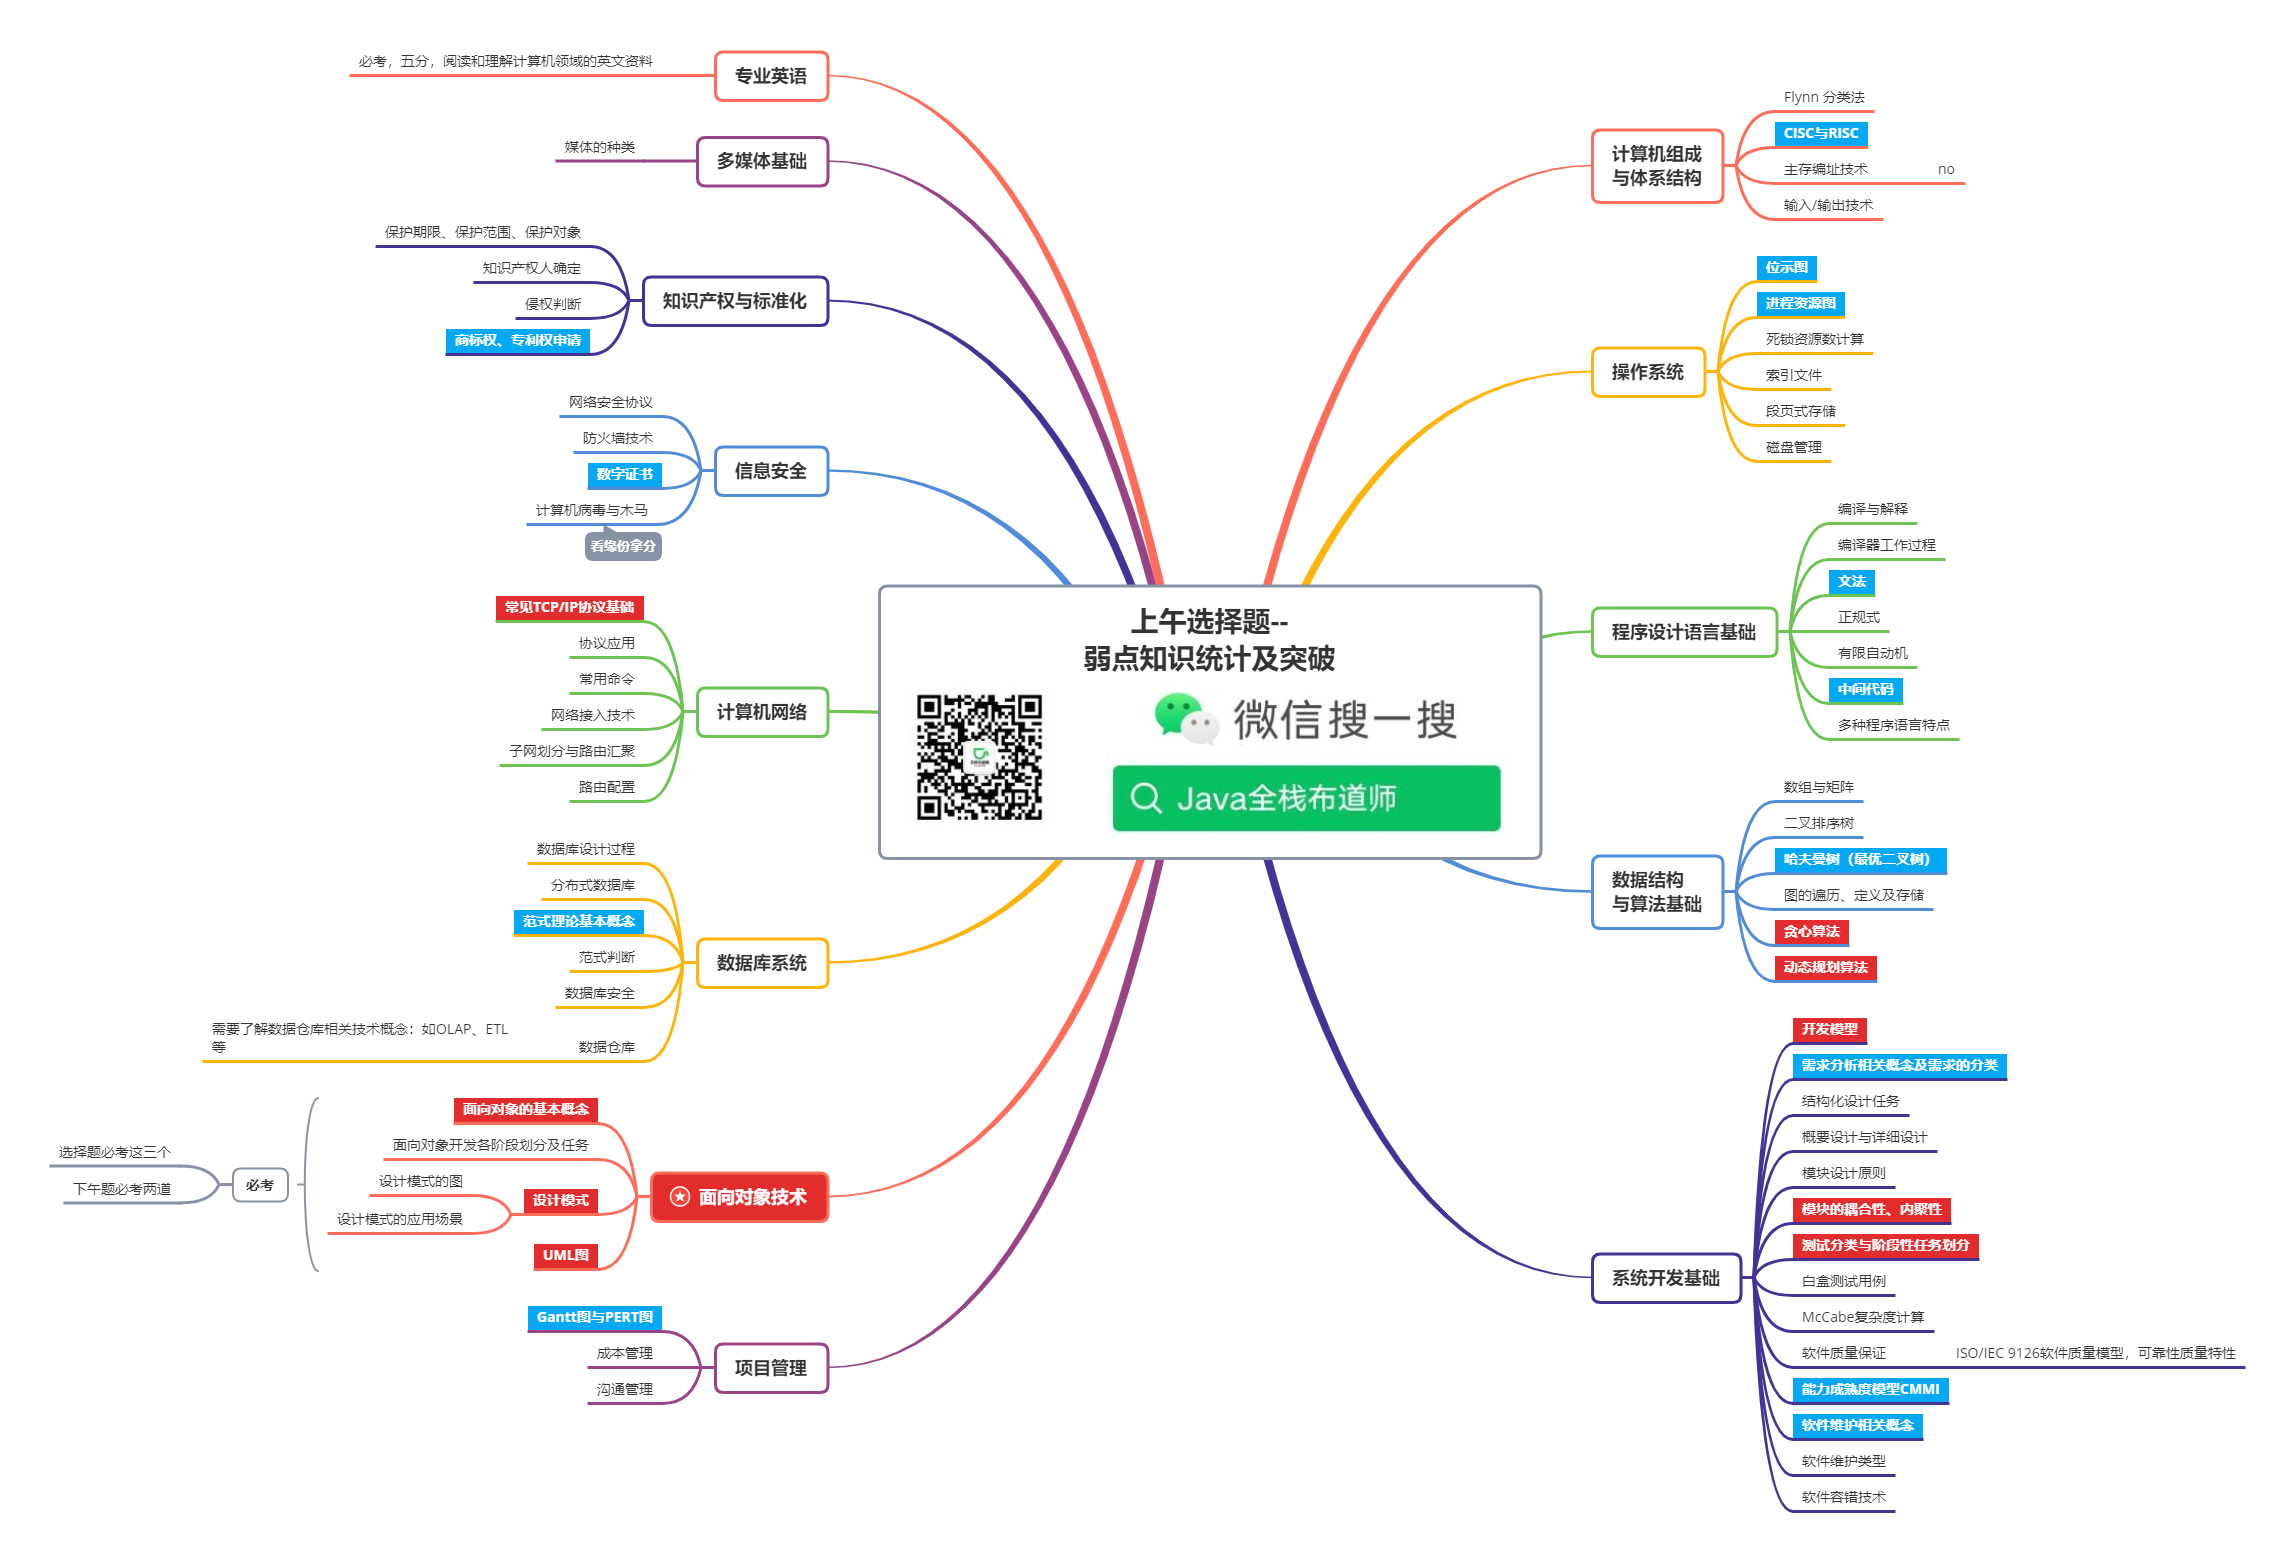 上午选择题--
弱点知识统计及突破
微信搜一搜
Java全栈布道师
计算机组成
与体系结构
Flynn 分类法
CISC与RISC
主存编址技术
no
输入/输出技术
操作系统
位示图
进程资源图
死锁资源数计算
索引文件
段页式存储
磁盘管理
程序设计语言基础
编译与解释
编译器工作过程
文法
正规式
有限自动机
中间代码
多种程序语言特点
数据结构
与算法基础
数组与矩阵
二叉排序树
哈夫曼树（最优二叉树）
图的遍历、定义及存储
贪心算法
动态规划算法
系统开发基础
开发模型
需求分析相关概念及需求的分类
结构化设计任务
概要设计与详细设计
模块设计原则
模块的耦合性、内聚性
测试分类与阶段性任务划分
白盒测试用例
McCabe复杂度计算
软件质量保证
ISO/IEC 9126软件质量模型，可靠性质量特性
能力成熟度模型CMMI
软件维护相关概念
软件维护类型
软件容错技术
专业英语
必考，五分，阅读和理解计算机领域的英文资料
多媒体基础
媒体的种类
知识产权与标准化
保护期限、保护范围、保护对象
知识产权人确定
侵权判断
商标权、专利权申请
信息安全
网络安全协议
防火墙技术
数字证书
计算机病毒与木马
看缘份拿分
计算机网络
常见TCP/IP协议基础
协议应用
常用命令
网络接入技术
子网划分与路由汇聚
路由配置
数据库系统
数据库设计过程
分布式数据库
范式理论基本概念
范式判断
数据库安全
数据仓库
需要了解数据仓库相关技术概念：如OLAP、ETL
等
面向对象技术
面向对象的基本概念
面向对象开发各阶段划分及任务
设计模式
设计模式的图
设计模式的应用场景
UML图
必考
选择题必考这三个
下午题必考两道
项目管理
Gantt图与PERT图
成本管理
沟通管理